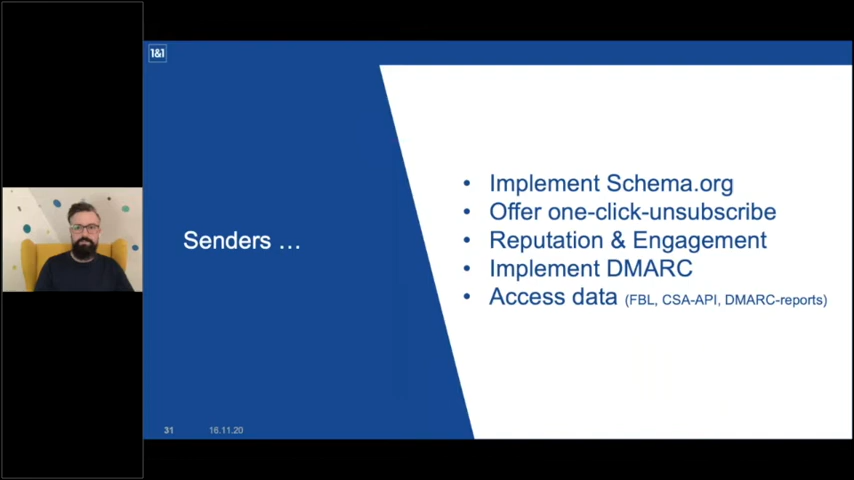 1&1
Senders ...
• Implement Schema.org
• Offer one-click-unsubscribe
• Reputation & Engagement
• Implement DMARC
• Access data (FBL, CSA-API, DMARC-reports)
31 16.11.20